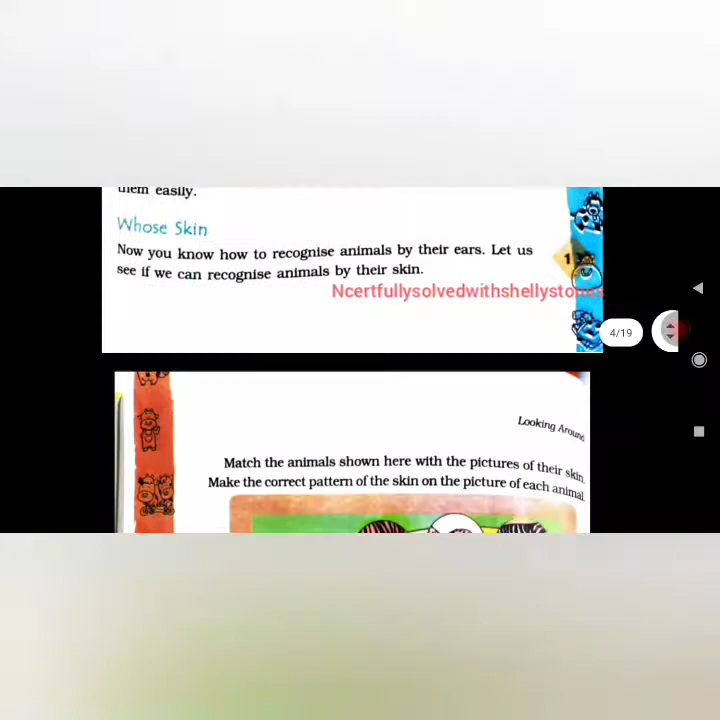 them easily.
Whose Skin
Now you know how to recognise animals by their ears. Let us
see if we can recognise animals by their skin.
1
Ncertfullysolvedwithshellystories
4/19
Looking Around
Match the animals shown here with the pictures of their skin.
Make the correct pattern of the skin on the picture of each animal.